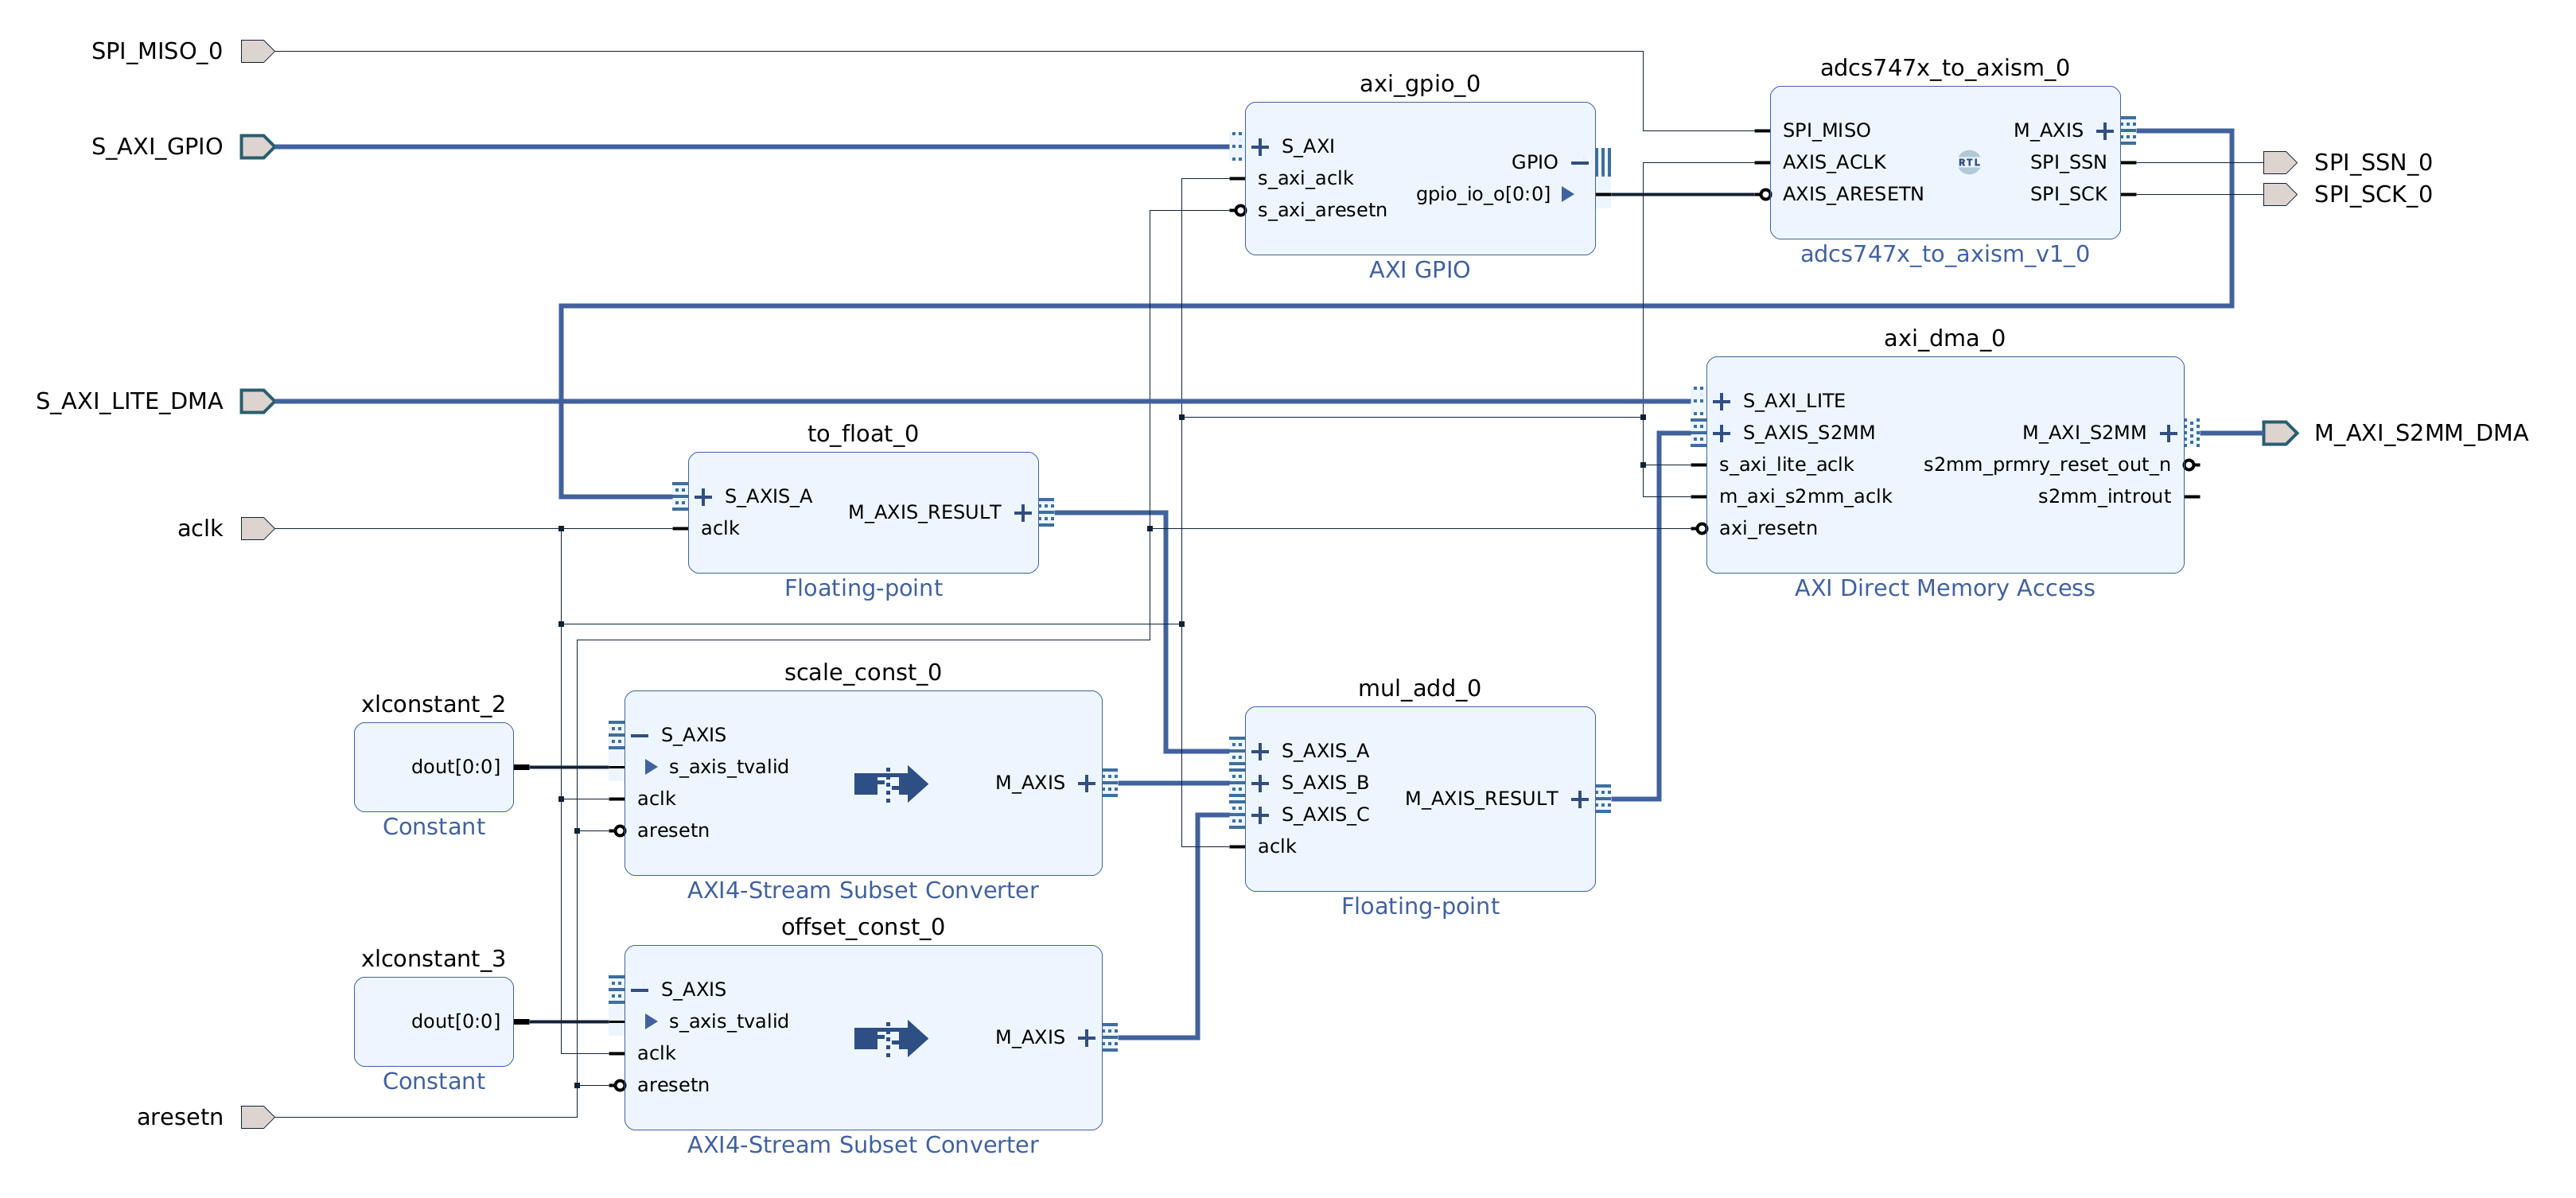 SPI_MISO_0
S_AXI_GPIO
S_AXI_LITE_DMA
aclk
aresetn
axi_gpio_0
S_AXI
s_axi_aclk
s_axi_aresetn
GPIO
gpio_io_o[0:0]
AXI GPIO
adcs747x_to_axism_0
SPI_MISO
AXIS_ACLK
AXIS_ARESETN
RTL
M_AXIS
SPI_SSN
SPI_SCK
adcs747x_to_axism_v1_0
SPI_SSN_0
SPI_SCK_0
axi_dma_0
S_AXI_LITE
S_AXIS_S2MM
s_axi_lite_aclk
m_axi_s2mm_aclk
axi_resetn
M_AXI_S2MM
s2mm_prmry_reset_out_n
s2mm_introut
AXI Direct Memory Access
M_AXI_S2MM_DMA
to_float_0
S_AXIS_A
aclk
M_AXIS_RESULT
Floating-point
xlconstant_2
dout[0:0]
Constant
scale_const_0
S_AXIS
s_axis_tvalid
aclk
aresetn
M_AXIS
AXI4-Stream Subset Converter
mul_add_0
S_AXIS_A
S_AXIS_B
S_AXIS_C
aclk
M_AXIS_RESULT
Floating-point
xlconstant_3
dout[0:0]
Constant
offset_const_0
S_AXIS
s_axis_tvalid
aclk
aresetn
M_AXIS
AXI4-Stream Subset Converter